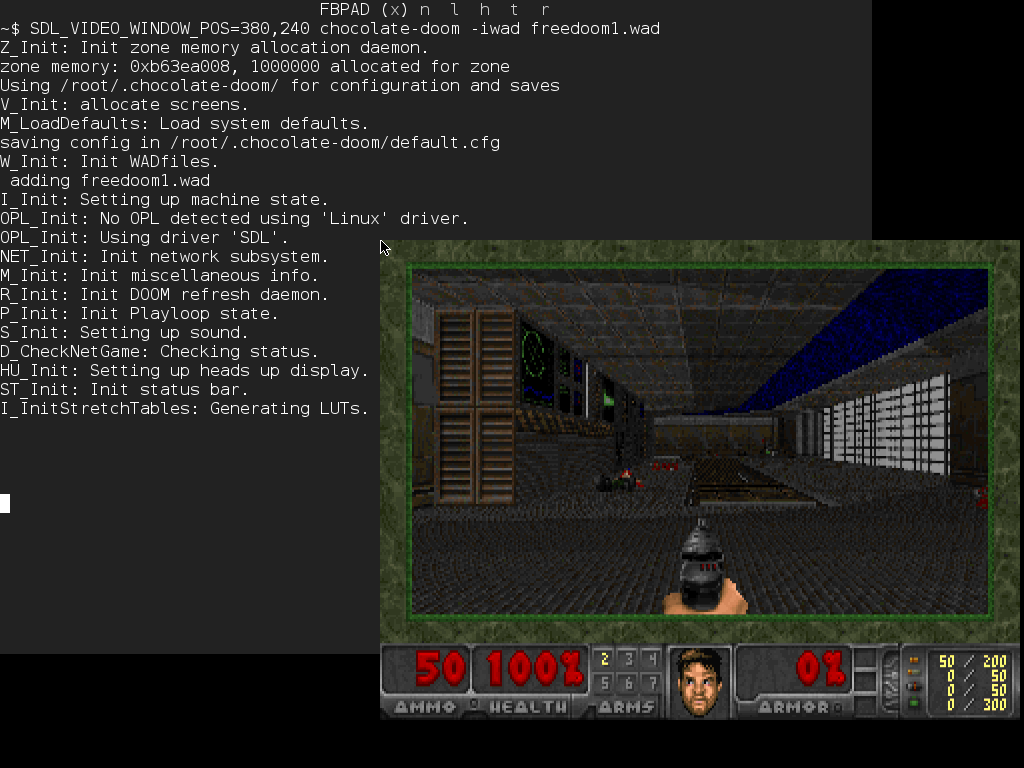 FBPAD (x) n l h t r
~$ SDL_VIDEO_WINDOW_POS=380,240 chocolate-doom -iwad freedoom1.wad
Z_Init: Init zone memory allocation daemon.
zone memory: 0xb63ea008, 1000000 allocated for zone
Using /root/.chocolate-doom/ for configuration and saves
V_Init: allocate screens.
M_LoadDefaults: Load system defaults.
saving config in /root/.chocolate-doom/default.cfg
W_Init: Init WADfiles.
adding freedoom1.wad
I_Init: Setting up machine state.
OPL_Init: No OPL detected using 'Linux' driver.
OPL_Init: Using driver 'SDL'.
NET_Init: Init network subsystem.
M_Init: Init miscellaneous info.
R_Init: Init DOOM refresh daemon.
P_Init: Init Playloop state.
S_Init: Setting up sound.
D_CheckNetGame: Checking status.
HU_Init: Setting up heads up display.
ST_Init: Init status bar.
I_InitStretchTables: Generating LUTs.
50 100% 2 3 4 0% 50 / 200
0 / 50
5 6 7 0 / 50
AMMO HEALTH ARMS ARMOR 0 / 300